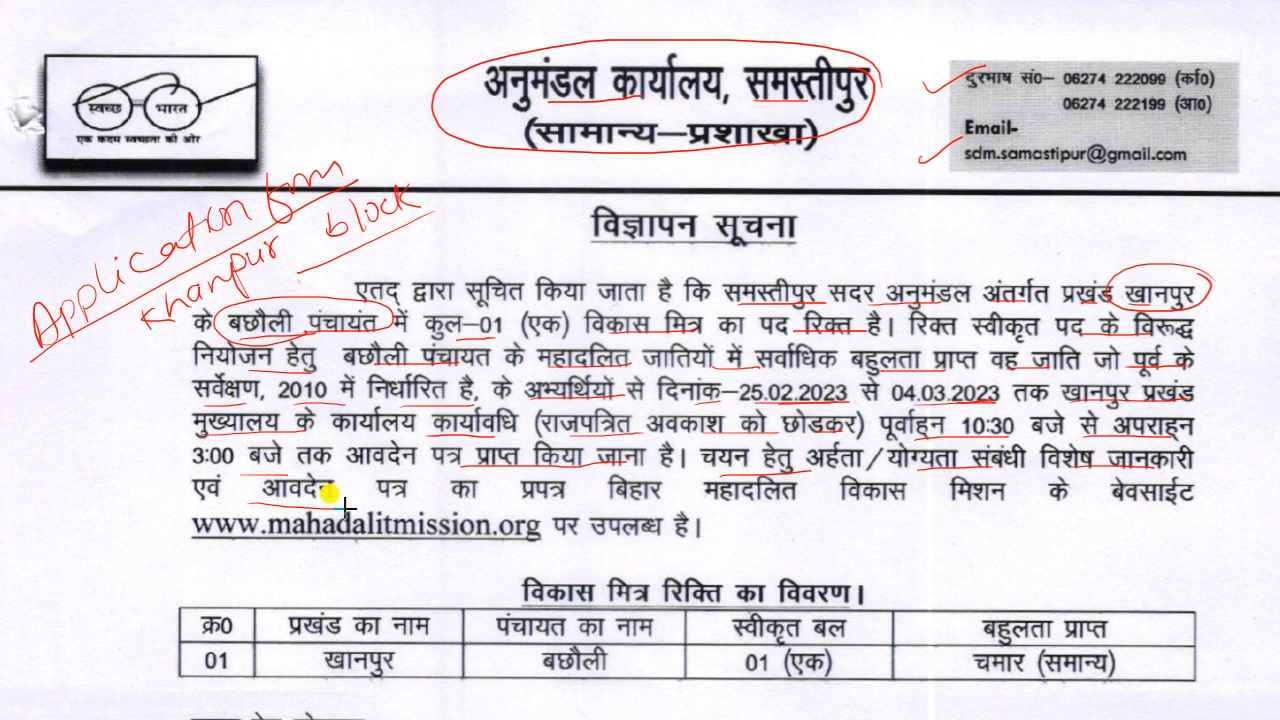 स्वच्छ भारत
एक कदम स्वच्छता की ओर
अनुमंडल कार्यालय, समस्तीपुर
(सामान्य–प्रशाखा)
दुरभाष सं0– 06274 222099 (का0)
06274 222199 (आ0)
Email-
sdm.samastipur@gmail.com
Application form
Khanpur block
विज्ञापन सूचना
एतद् द्वारा सूचित किया जाता है कि समस्तीपुर सदर अनुमंडल अंतर्गत प्रखंड खानपुर
के बछौली पंचायत में कुल–01 (एक) विकास मित्र का पद रिक्त है। रिक्त स्वीकृत पद के विरूद्ध
नियोजन हेतु बछौली पंचायत के महादलित जातियों में सर्वाधिक बहुलता प्राप्त वह जाति जो पूर्व के
सर्वेक्षण, 2010 में निर्धारित है, के अभ्यर्थियों से दिनांक–25.02.2023 से 04.03.2023 तक खानपुर प्रखंड
मुख्यालय के कार्यालय कार्यावधि (राजपत्रित अवकाश को छोडकर) पूर्वाहन 10:30 बजे से अपराहन
3:00 बजे तक आवदेन पत्र प्राप्त किया जाना है। चयन हेतु अर्हता/योग्यता संबंधी विशेष जानकारी
एवं आवदेन पत्र का प्रपत्र बिहार महादलित विकास मिशन के बेवसाईट
www.mahadalitmission.org पर उपलब्ध है।
विकास मित्र रिक्ति का विवरण।
क्र0 प्रखंड का नाम पंचायत का नाम स्वीकृत बल बहुलता प्राप्त
01 खानपुर बछौली 01 (एक) चमार (समान्य)